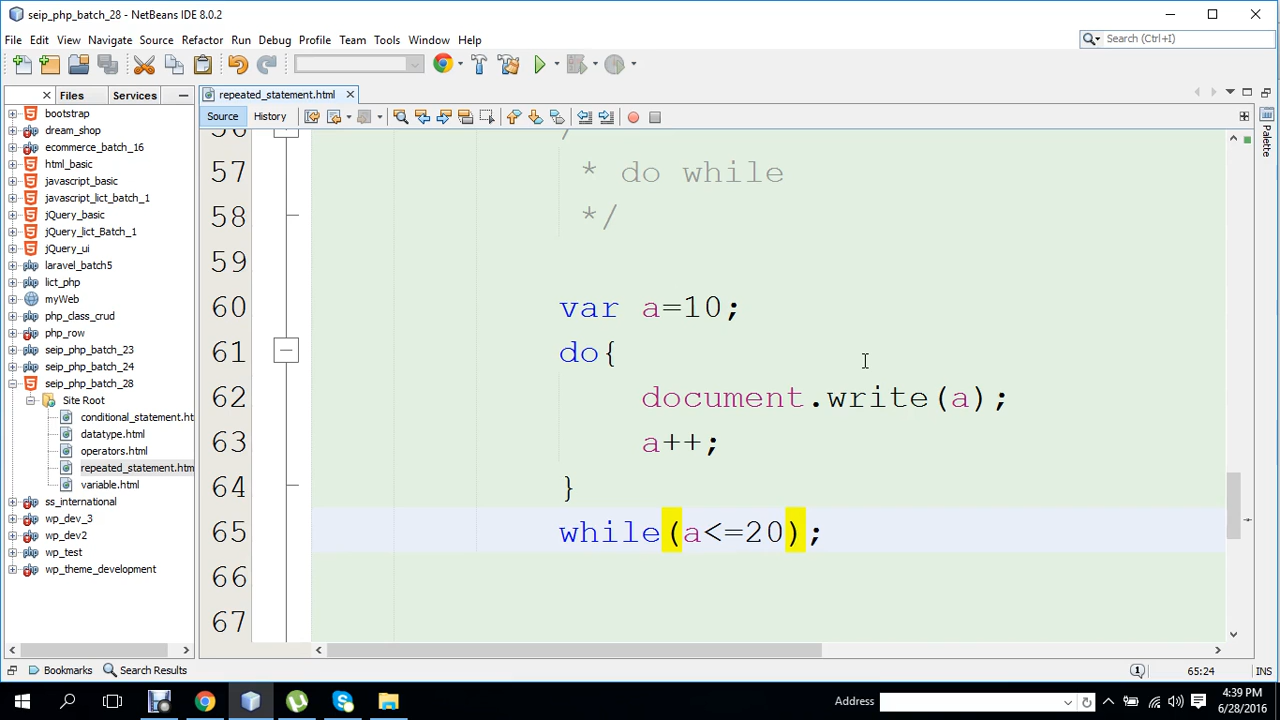 seip_php_batch_28 - NetBeans IDE 8.0.2
File Edit View Navigate Source Refactor Run Debug Profile Team Tools Window Help
Search (Ctrl+I)
Files Services
repeated_statement.html
Source History
bootstrap
dream_shop
ecommerce_batch_16
html_basic
javascript_basic
javascript_lict_batch_1
jQuery_basic
jQuery_lict_Batch_1
jQuery_ui
laravel_batch5
lict_php
myWeb
php_class_crud
php_row
seip_php_batch_23
seip_php_batch_24
seip_php_batch_28
Site Root
conditional_statement.ht
datatype.html
operators.html
repeated_statement.htm
variable.html
ss_international
wp_dev_3
wp_dev2
wp_test
wp_theme_development
56
57 * do while
58 */
59
60 var a=10;
61 do{
62 document.write(a);
63 a++;
64 }
65 while(a<=20);
66
67
Palette
Bookmarks Search Results
1 65:24 INS
Address
4:39 PM
6/28/2016